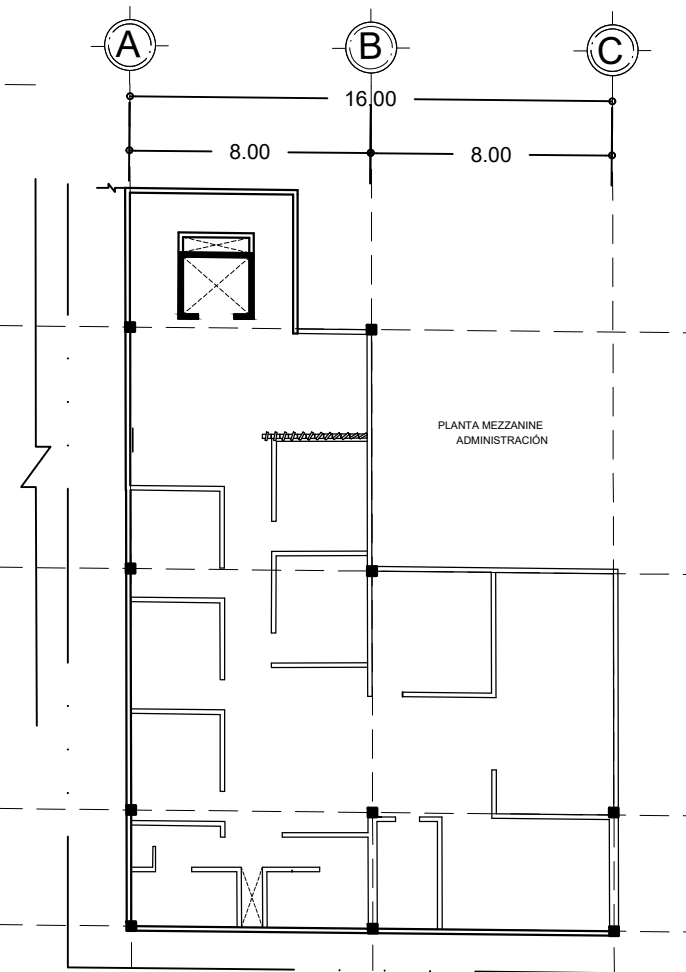 A
B
C
16.00
8.00
8.00
PLANTA MEZZANINE
ADMINISTRACIÓN